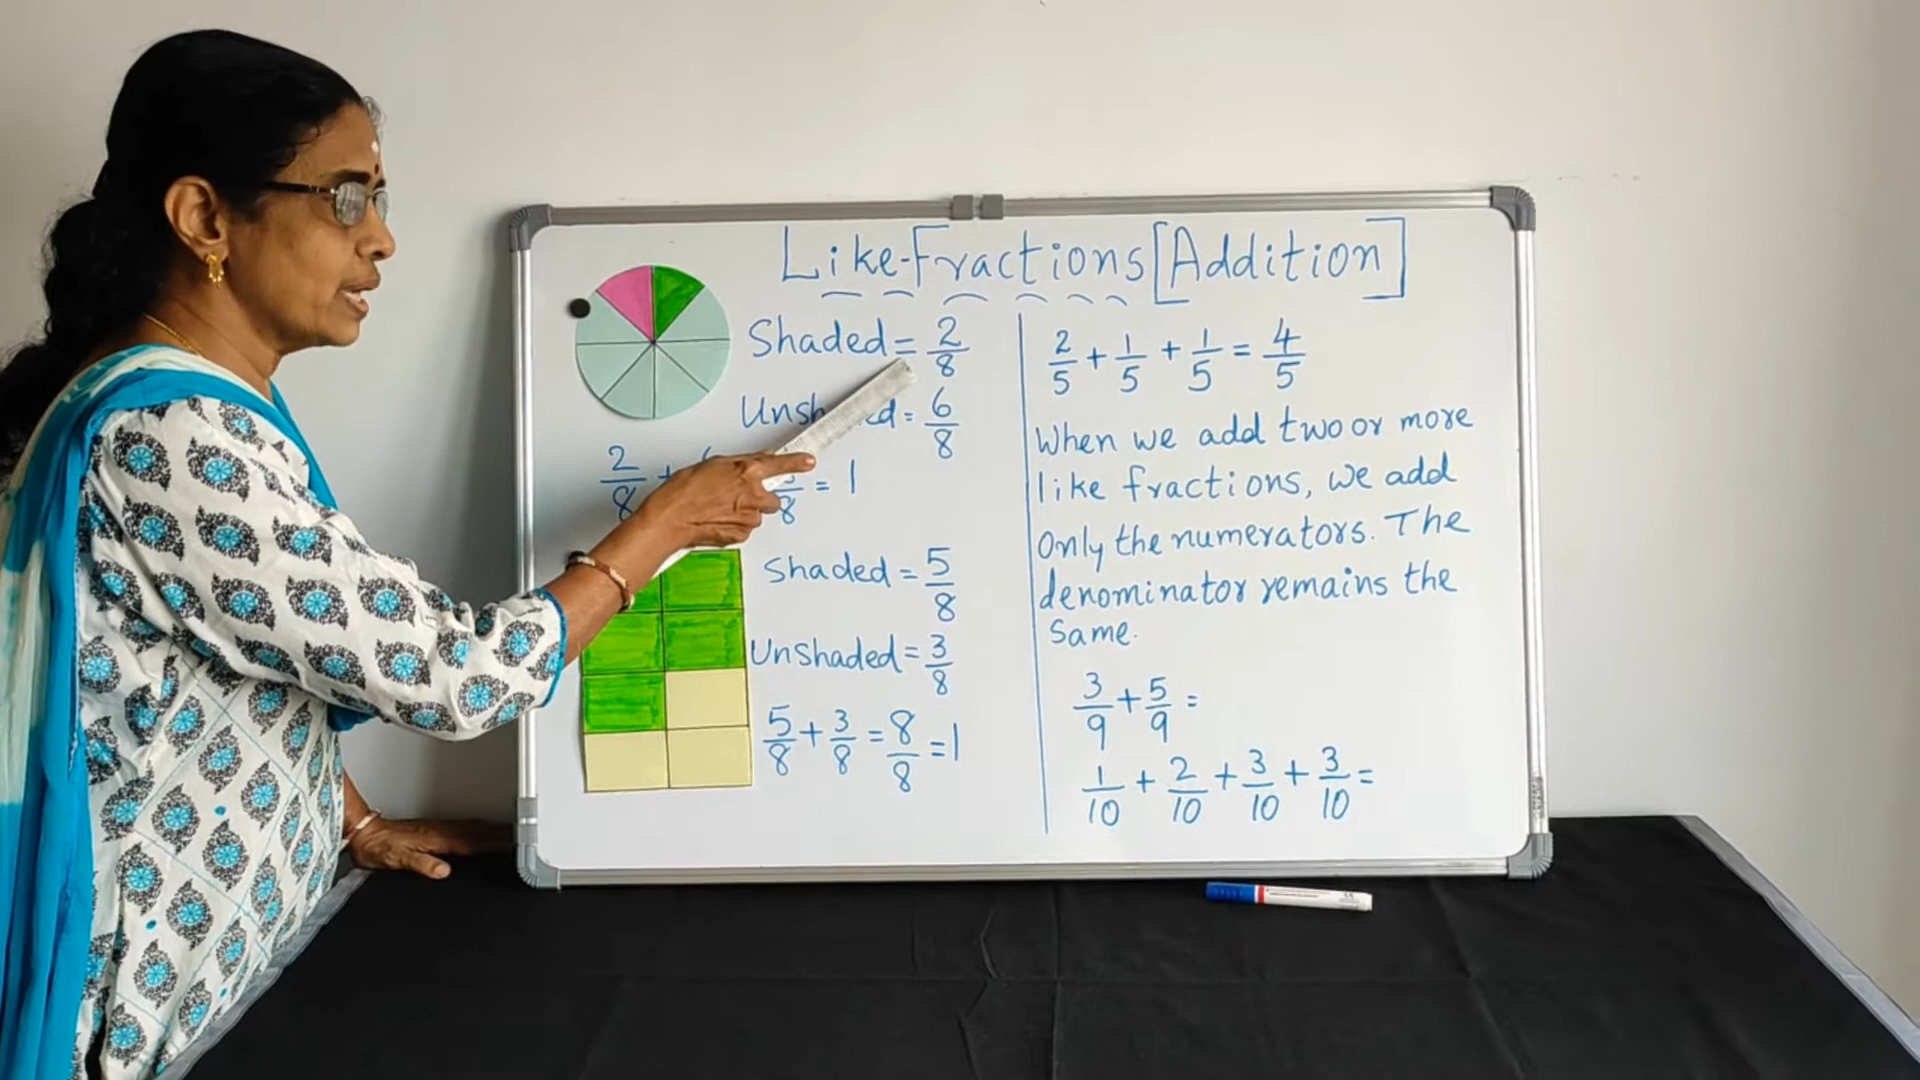 Like-Fractions [Addition]
Shaded = 2/8
Unsh ed = 6/8
2/8 + 6 /8 = 1
Shaded = 5/8
Unshaded = 3/8
5/8 + 3/8 = 8/8 = 1
2/5 + 1/5 + 1/5 = 4/5
When we add two or more
like fractions, we add
Only the numerators. The
denominator remains the
Same.
3/9 + 5/9 =
1/10 + 2/10 + 3/10 + 3/10 =